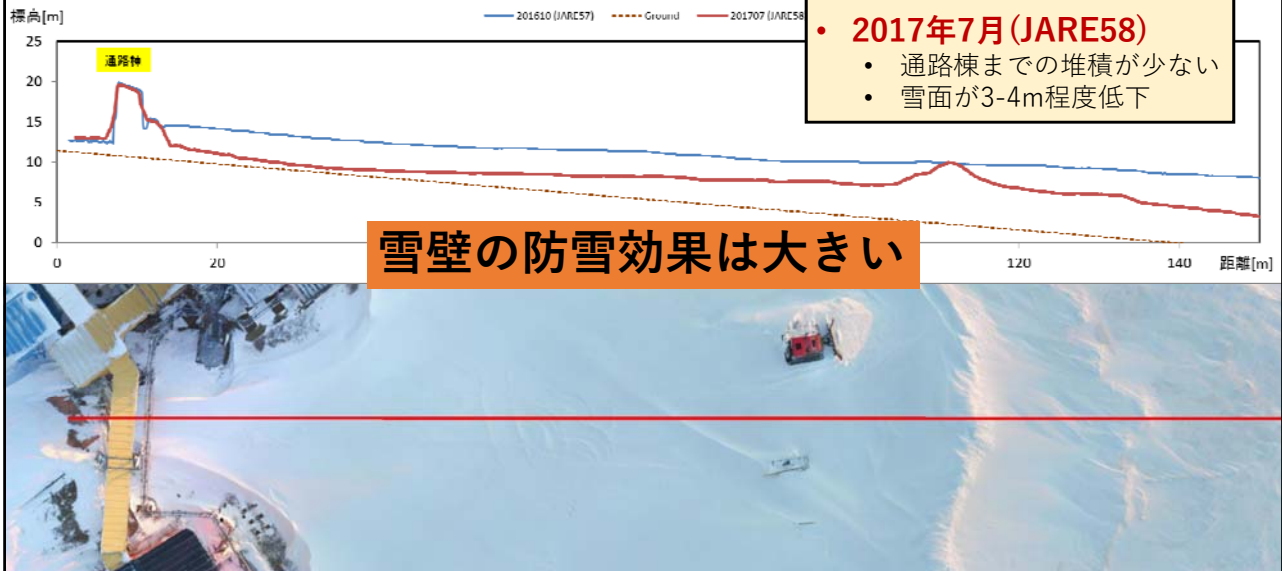 標高[m]
201610 (JARE57) Ground 201707 (JARE58
• 2017年7月(JARE58)
• 通路棟までの堆積が少ない
• 雪面が3-4m程度低下
25
通路棟
20
15
10
5
0
雪壁の防雪効果は大きい
0 20 120 140 距離[m]